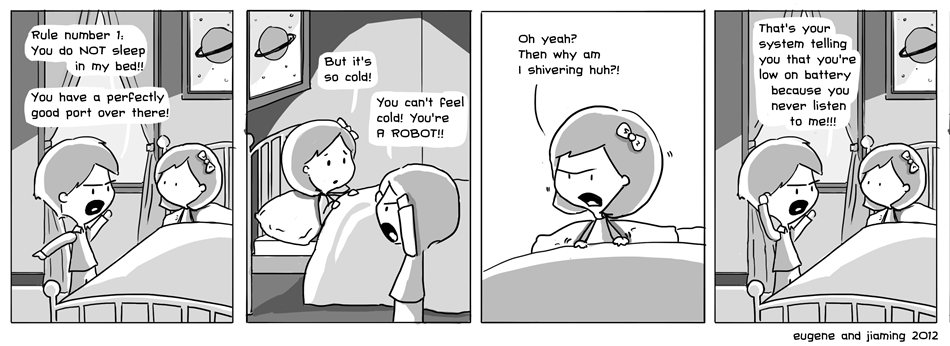 Rule number 1:
You do NOT sleep
in my bed!!
You have a perfectly
good port over there!
But it's
so cold!
You can't feel
cold! You're
A ROBOT!!
Oh yeah?
Then why am
I shivering huh?!
That's your
system telling
you that you're
low on battery
because you
never listen
to me!!!
eugene and jiaming 2012